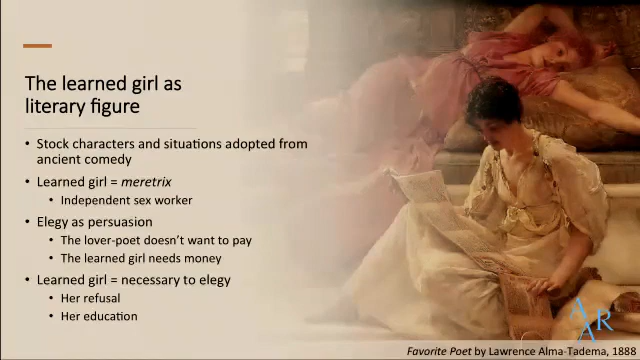 The learned girl as
literary figure
• Stock characters and situations adopted from
ancient comedy
• Learned girl = meretrix
• Independent sex worker
• Elegy as persuasion
• The lover-poet doesn't want to pay
• The learned girl needs money
• Learned girl = necessary to elegy
• Her refusal
• Her education
A
A R
Favorite Poet by Lawrence Alma-Tadema, 1888